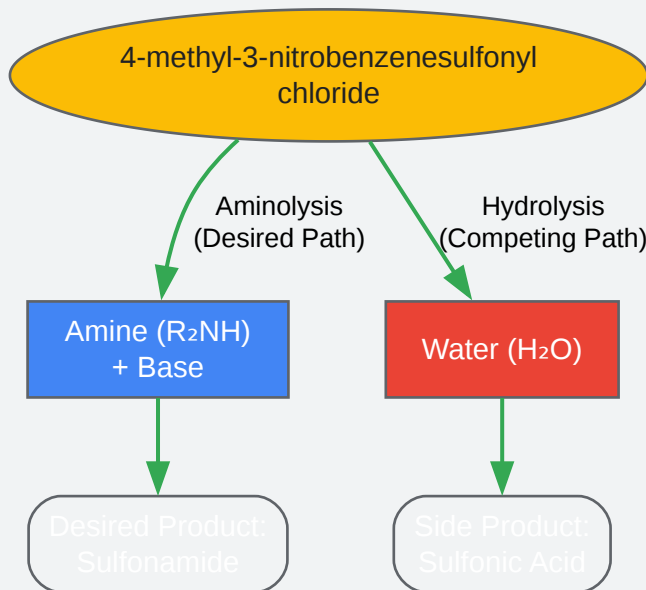 4-methyl-3-nitrobenzenesulfonyl
chloride
Aminolysis
(Desired Path)
Hydrolysis
(Competing Path)
Amine (R₂NH)
+ Base
Water (H₂O)
Desired Product:
Sulfonamide
Side Product:
Sulfonic Acid